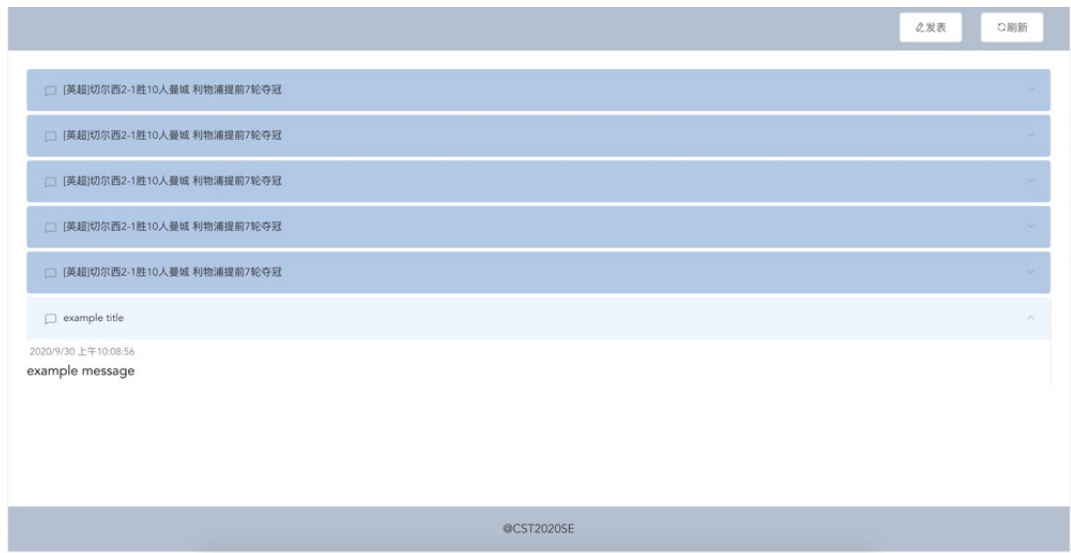 发表
刷新
[英超]切尔西2-1胜10人曼城 利物浦提前7轮夺冠
[英超]切尔西2-1胜10人曼城 利物浦提前7轮夺冠
[英超]切尔西2-1胜10人曼城 利物浦提前7轮夺冠
[英超]切尔西2-1胜10人曼城 利物浦提前7轮夺冠
[英超]切尔西2-1胜10人曼城 利物浦提前7轮夺冠
example title
2020/9/30 上午10:08:56
example message
@CST2020SE